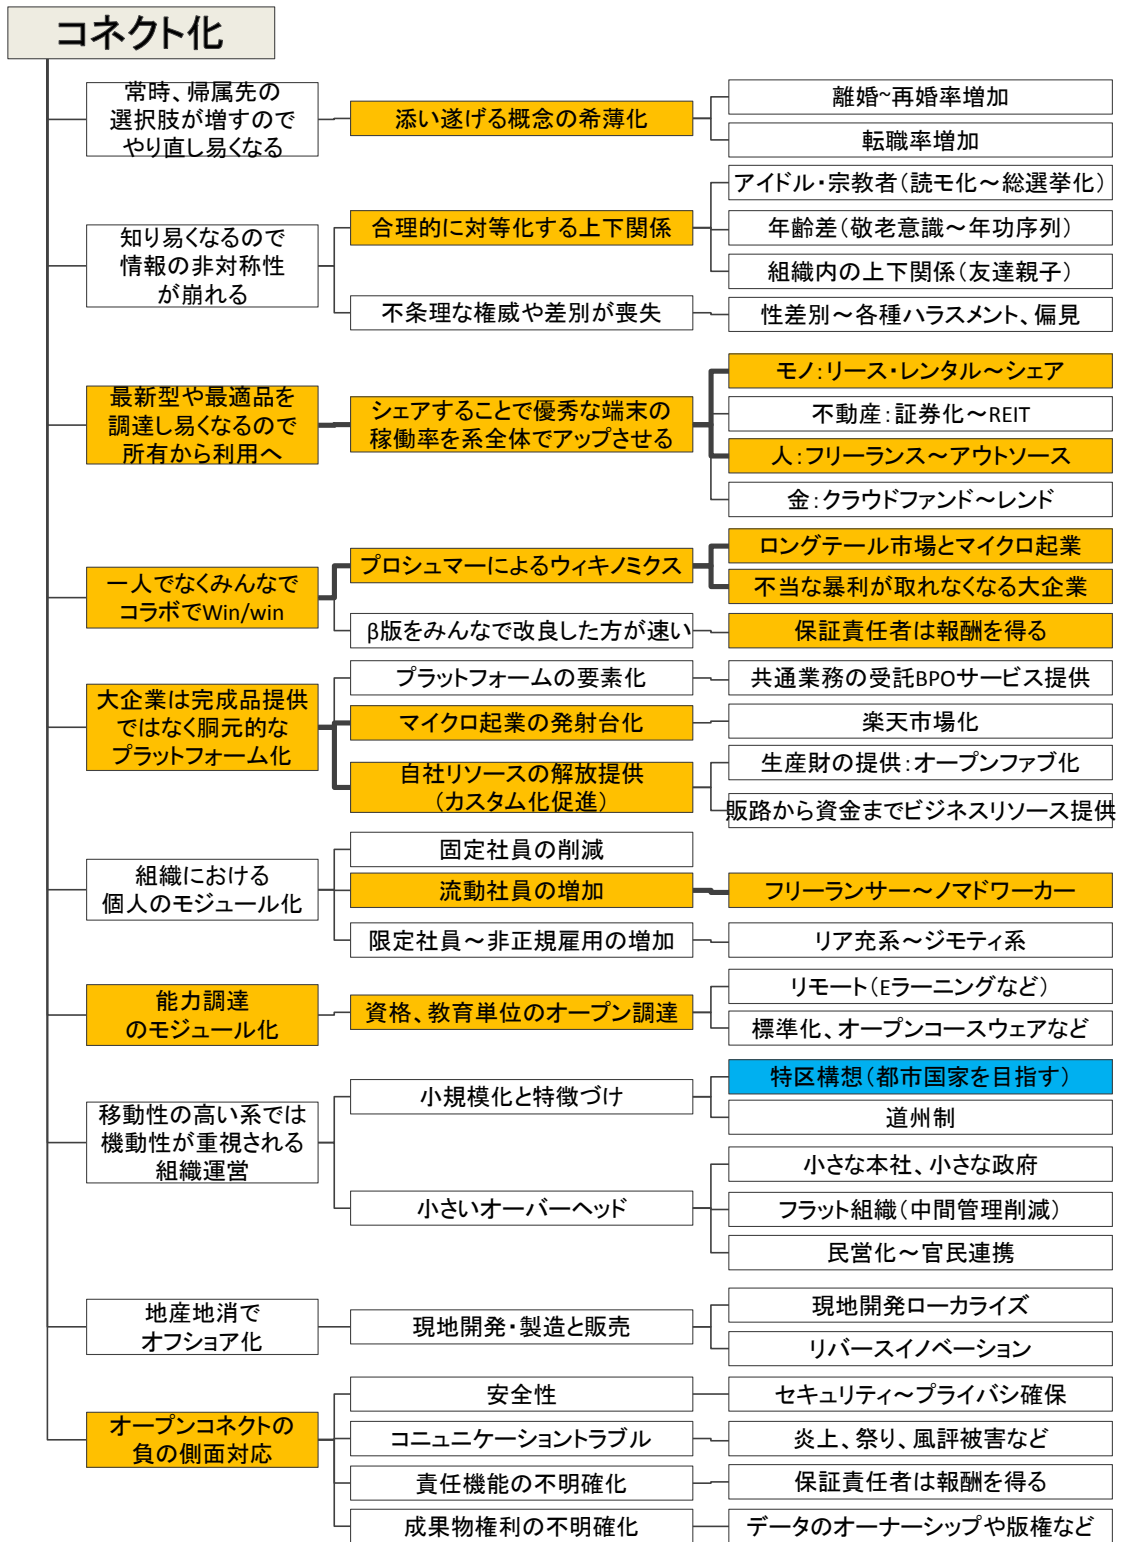 コネクト化
常時、帰属先の
選択肢が増すので
やり直し易くなる
添い遂げる概念の希薄化
離婚~再婚率増加
転職率増加
知り易くなるので
情報の非対称性
が崩れる
合理的に対等化する上下関係
アイドル・宗教者(読モ化～総選挙化)
年齢差(敬老意識～年功序列)
組織内の上下関係(友達親子)
不条理な権威や差別が喪失
性差別～各種ハラスメント、偏見
最新型や最適品を
調達し易くなるので
所有から利用へ
シェアすることで優秀な端末の
稼働率を系全体でアップさせる
モノ:リース・レンタル～シェア
不動産:証券化～REIT
人:フリーランス～アウトソース
金:クラウドファンド～レンド
一人でなくみんなで
コラボでWin/win
プロシュマーによるウィキノミクス
ロングテール市場とマイクロ起業
不当な暴利が取れなくなる大企業
β版をみんなで改良した方が速い
保証責任者は報酬を得る
大企業は完成品提供
ではなく胴元的な
プラットフォーム化
プラットフォームの要素化
共通業務の受託BPOサービス提供
マイクロ起業の発射台化
楽天市場化
自社リソースの解放提供
(カスタム化促進)
生産財の提供:オープンファブ化
販路から資金までビジネスリソース提供
組織における
個人のモジュール化
固定社員の削減
流動社員の増加
フリーランサー～ノマドワーカー
限定社員～非正規雇用の増加
リア充系～ジモティ系
能力調達
のモジュール化
資格、教育単位のオープン調達
リモート(Eラーニングなど)
標準化、オープンコースウェアなど
移動性の高い系では
機動性が重視される
組織運営
小規模化と特徴づけ
特区構想(都市国家を目指す)
道州制
小さいオーバーヘッド
小さな本社、小さな政府
フラット組織(中間管理削減)
民営化～官民連携
地産地消で
オフショア化
現地開発・製造と販売
現地開発ローカライズ
リバースイノベーション
オープンコネクトの
負の側面対応
安全性
セキュリティ～プライバシ確保
コニュニケーショントラブル
炎上、祭り、風評被害など
責任機能の不明確化
保証責任者は報酬を得る
成果物権利の不明確化
データのオーナーシップや版権など